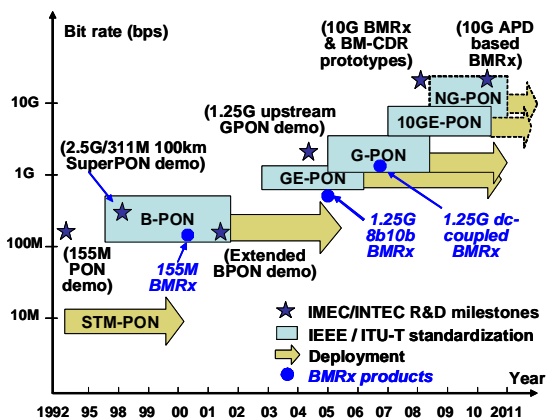 Bit rate (bps)
(10G BMRx
& BM-CDR
prototypes)
(10G APD
based
BMRx)
10G
NG-PON
(1.25G upstream
GPON demo)
10GE-PON
(2.5G/311M 100km
SuperPON demo)
G-PON
1G
GE-PON
B-PON
1.25G
8b10b
BMRx
1.25G dc-
coupled
BMRx
100M
(155M
PON
demo)
155M
BMRx
(Extended
BPON demo)
10M
STM-PON
IMEC/INTEC R&D milestones
IEEE / ITU-T standardization
Deployment
BMRx products
Year
1992 95 98 99 00 01 02 03 04 05 06 07 08 09 10 2011